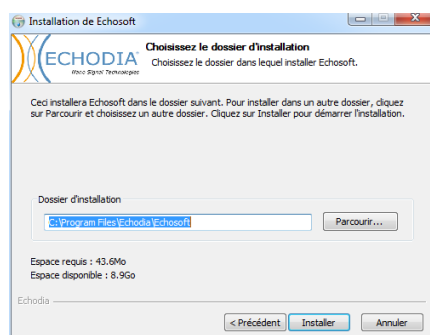 Installation de Echosoft
ECHODIA
Choisissez le dossier d'installation
Choisissez le dossier dans lequel installer Echosoft.
Ceci installera Echosoft dans le dossier suivant. Pour installer dans un autre dossier, cliquez
sur Parcourir et choisissez un autre dossier. Cliquez sur Installer pour démarrer l'installation.
Dossier d'installation
C:\Program Files\Echodia\Echosoft
Parcourir...
Espace requis : 43.6Mo
Espace disponible : 8.9Go
Echodia
< Précédent
Installer
Annuler